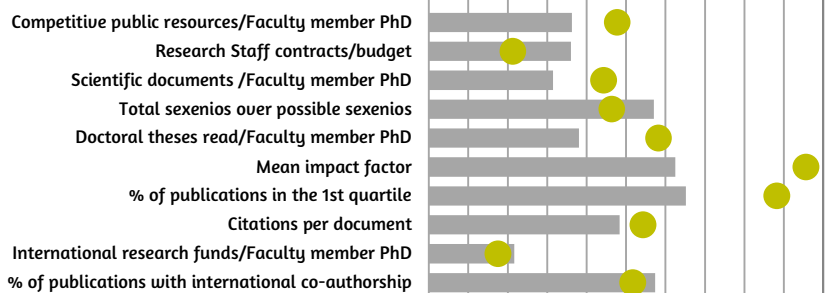 Competitive public resources/Faculty member PhD
Research Staff contracts/budget
Scientific documents /Faculty member PhD
Total sexenios over possible sexenios
Doctoral theses read/Faculty member PhD
Mean impact factor
% of publications in the 1st quartile
Citations per document
International research funds/Faculty member PhD
% of publications with international co-authorship